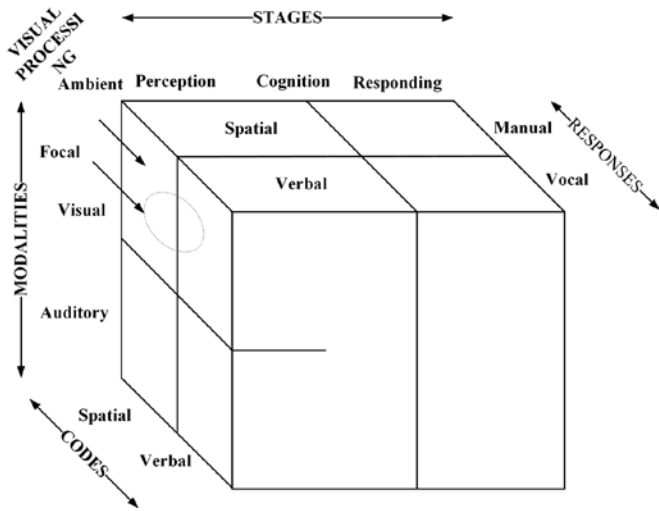 STAGES
VISUAL
PROCESSI
NG
Ambient
Perception
Cognition
Responding
Spatial
Manual
Focal
Verbal
Vocal
RESPONSES
Visual
MODALITIES
Auditory
Spatial
Verbal
CODES